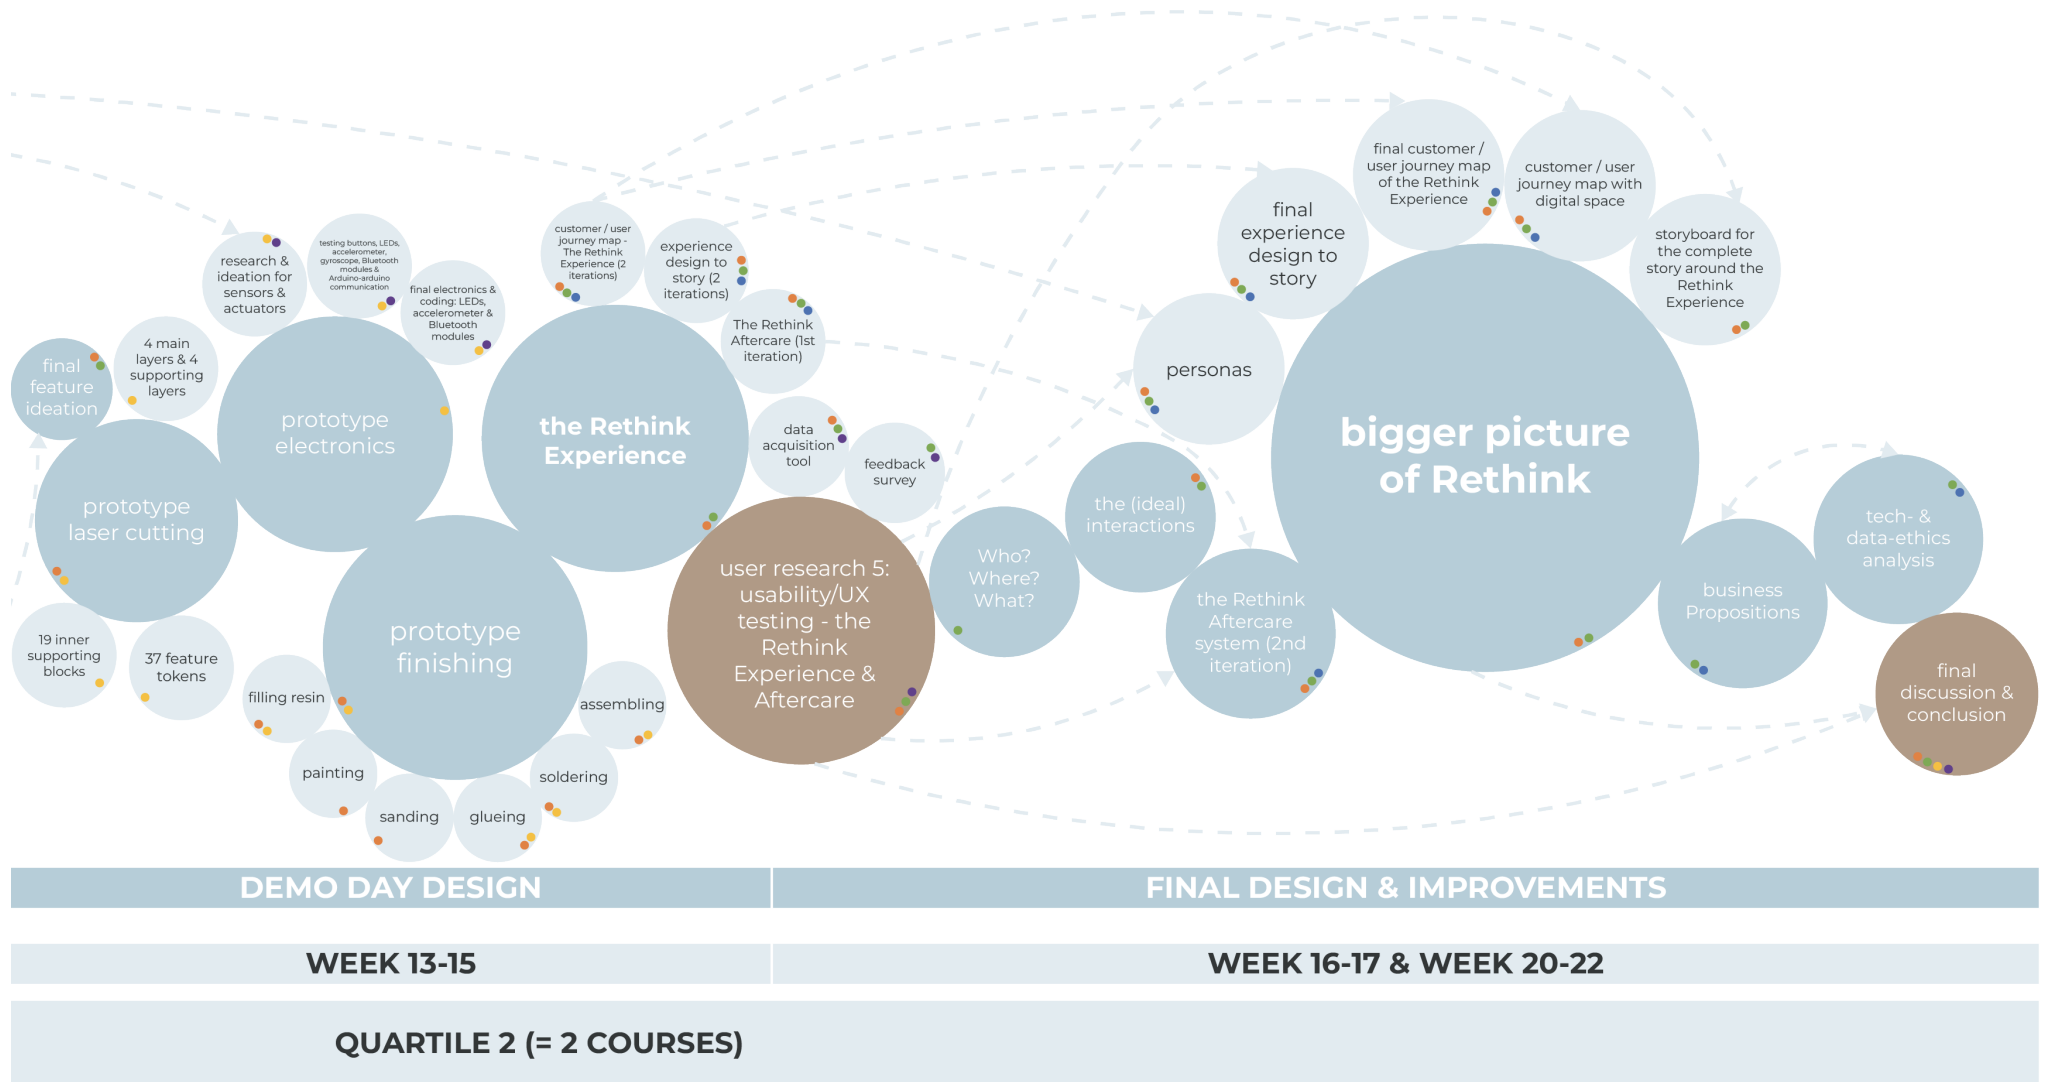 final
feature
ideation
4 main
layers & 4
supporting
layers
prototype
laser cutting
19 inner
supporting
blocks
37 feature
tokens
research &
ideation for
sensors &
actuators
testing buttons, LEDs,
accelerometer,
gyroscope, Bluetooth
modules &
Arduino-arduino
communication
final electronics &
coding: LEDs,
accelerometer &
Bluetooth
modules
prototype
electronics
prototype
finishing
filling resin
painting
sanding
glueing
soldering
assembling
customer / user
journey map -
The Rethink
Experience (2
iterations)
experience
design to
story (2
iterations)
The Rethink
Aftercare (1st
iteration)
the Rethink
Experience
data
acquisition
tool
feedback
survey
user research 5:
usability/UX
testing - the
Rethink
Experience &
Aftercare
Who?
Where?
What?
the (ideal)
interactions
the Rethink
Aftercare
system (2nd
iteration)
personas
final
experience
design to
story
final customer /
user journey map
of the Rethink
Experience
customer / user
journey map with
digital space
storyboard for
the complete
story around the
Rethink
Experience
bigger picture
of Rethink
business
Propositions
tech- &
data-ethics
analysis
final
discussion &
conclusion
DEMO DAY DESIGN
FINAL DESIGN & IMPROVEMENTS
WEEK 13-15
WEEK 16-17 & WEEK 20-22
QUARTILE 2 (= 2 COURSES)